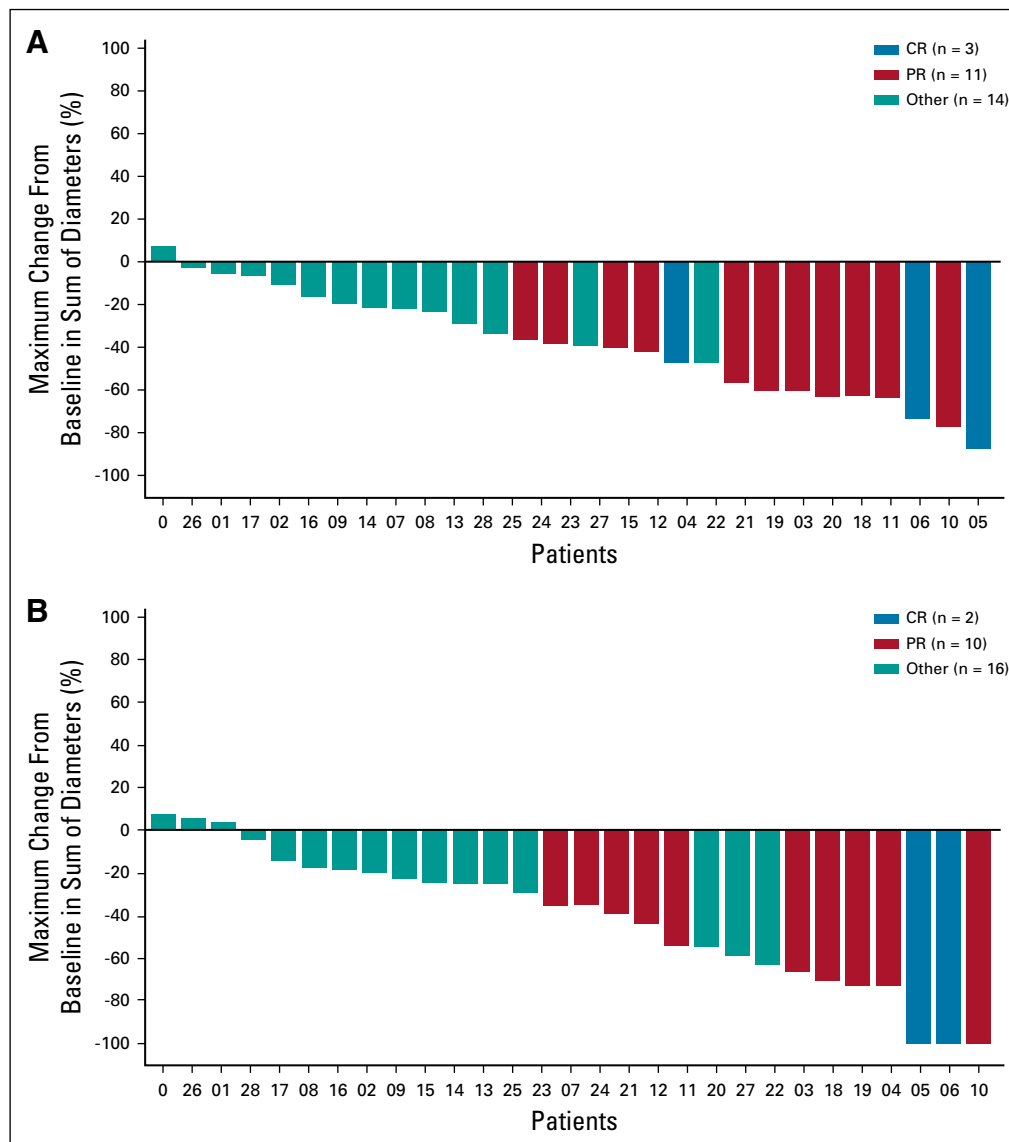 A
CR (n = 3)
PR (n = 11)
Other (n = 14)
Maximum Change From
Baseline in Sum of Diameters (%)
100
80
60
40
20
0
-20
-40
-60
-80
-100
0 26 01 17 02 16 09 14 07 08 13 28 25 24 23 27 15 12 04 22 21 19 03 20 18 11 06 10 05
Patients
B
CR (n = 2)
PR (n = 10)
Other (n = 16)
Maximum Change From
Baseline in Sum of Diameters (%)
100
80
60
40
20
0
-20
-40
-60
-80
-100
0 26 01 28 17 08 16 02 09 15 14 13 25 23 07 24 21 12 11 20 27 22 03 18 19 04 05 06 10
Patients